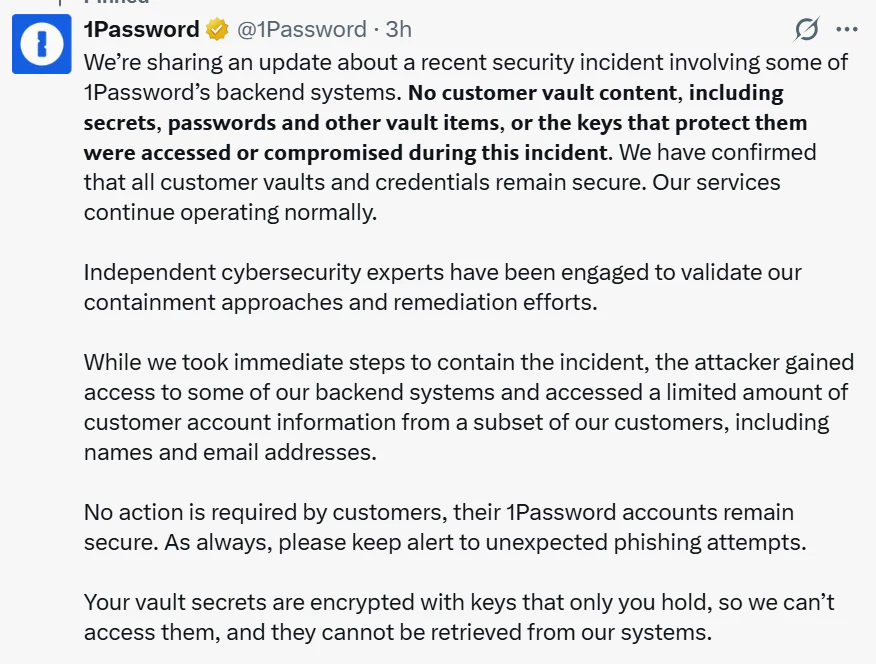 Pinned
1Password @1Password · 3h
We’re sharing an update about a recent security incident involving some of
1Password’s backend systems. No customer vault content, including
secrets, passwords and other vault items, or the keys that protect them
were accessed or compromised during this incident. We have confirmed
that all customer vaults and credentials remain secure. Our services
continue operating normally.
Independent cybersecurity experts have been engaged to validate our
containment approaches and remediation efforts.
While we took immediate steps to contain the incident, the attacker gained
access to some of our backend systems and accessed a limited amount of
customer account information from a subset of our customers, including
names and email addresses.
No action is required by customers, their 1Password accounts remain
secure. As always, please keep alert to unexpected phishing attempts.
Your vault secrets are encrypted with keys that only you hold, so we can’t
access them, and they cannot be retrieved from our systems.